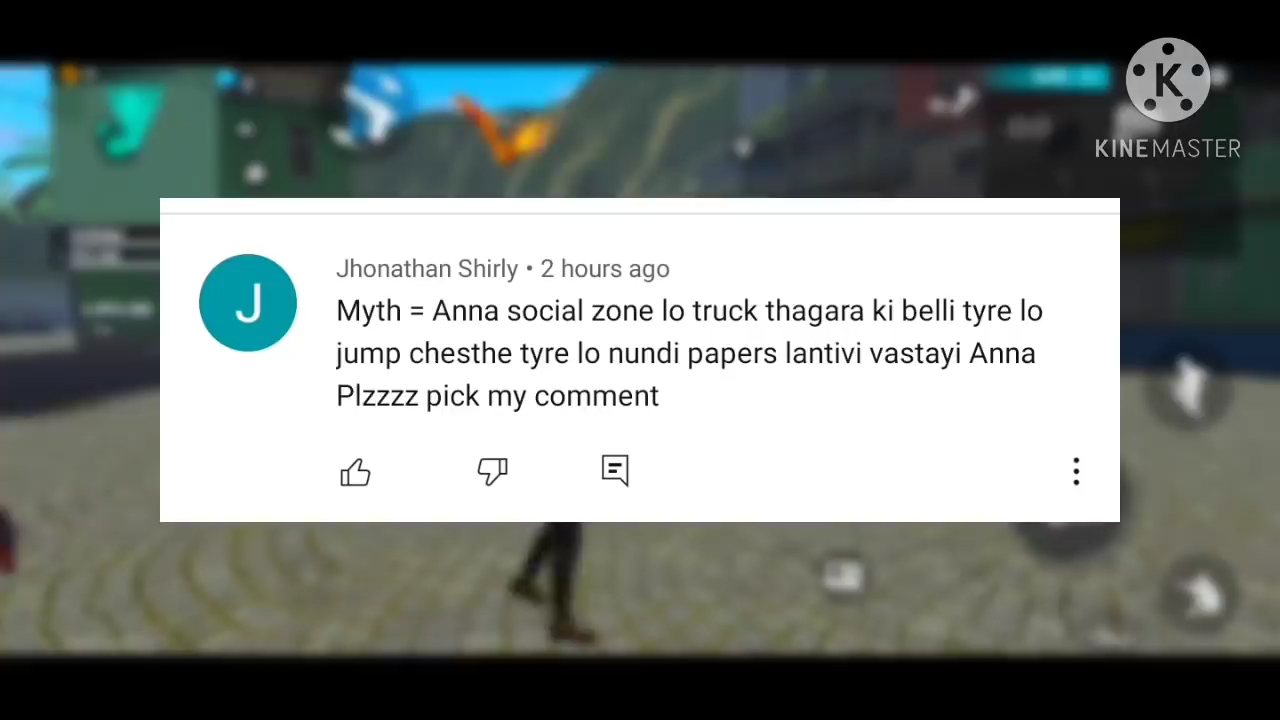 KINEMASTER
Jhonathan Shirly • 2 hours ago
Myth = Anna social zone lo truck thagara ki belli tyre lo
jump chesthe tyre lo nundi papers lantivi vastayi Anna
Plzzzz pick my comment
J
K